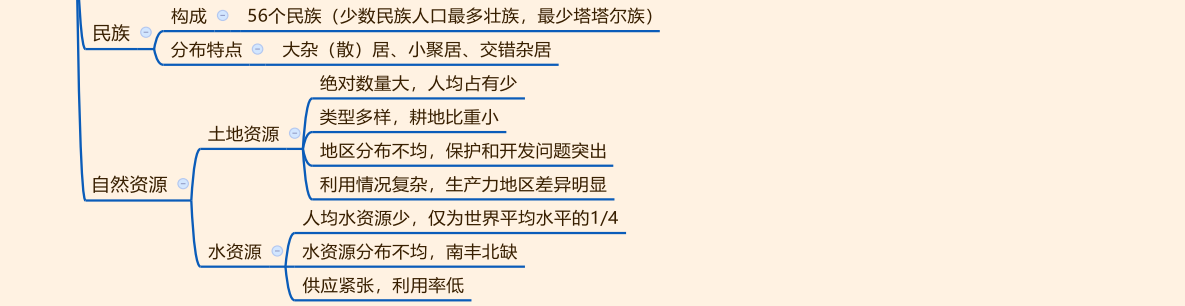 民族
构成
56个民族（少数民族人口最多壮族，最少塔塔尔族）
分布特点
大杂（散）居、小聚居、交错杂居
自然资源
土地资源
绝对数量大，人均占有少
类型多样，耕地比重小
地区分布不均，保护和开发问题突出
利用情况复杂，生产力地区差异明显
水资源
人均水资源少，仅为世界平均水平的1/4
水资源分布不均，南丰北缺
供应紧张，利用率低